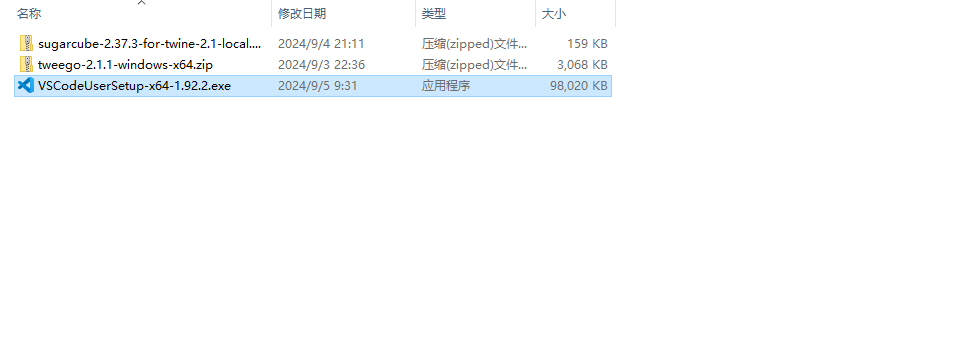 名称 修改日期 类型 大小
sugarcube-2.37.3-for-twine-2.1-local.... 2024/9/4 21:11 压缩(zipped)文件... 159 KB
tweego-2.1.1-windows-x64.zip 2024/9/3 22:36 压缩(zipped)文件... 3,068 KB
VSCodeUserSetup-x64-1.92.2.exe 2024/9/5 9:31 应用程序 98,020 KB